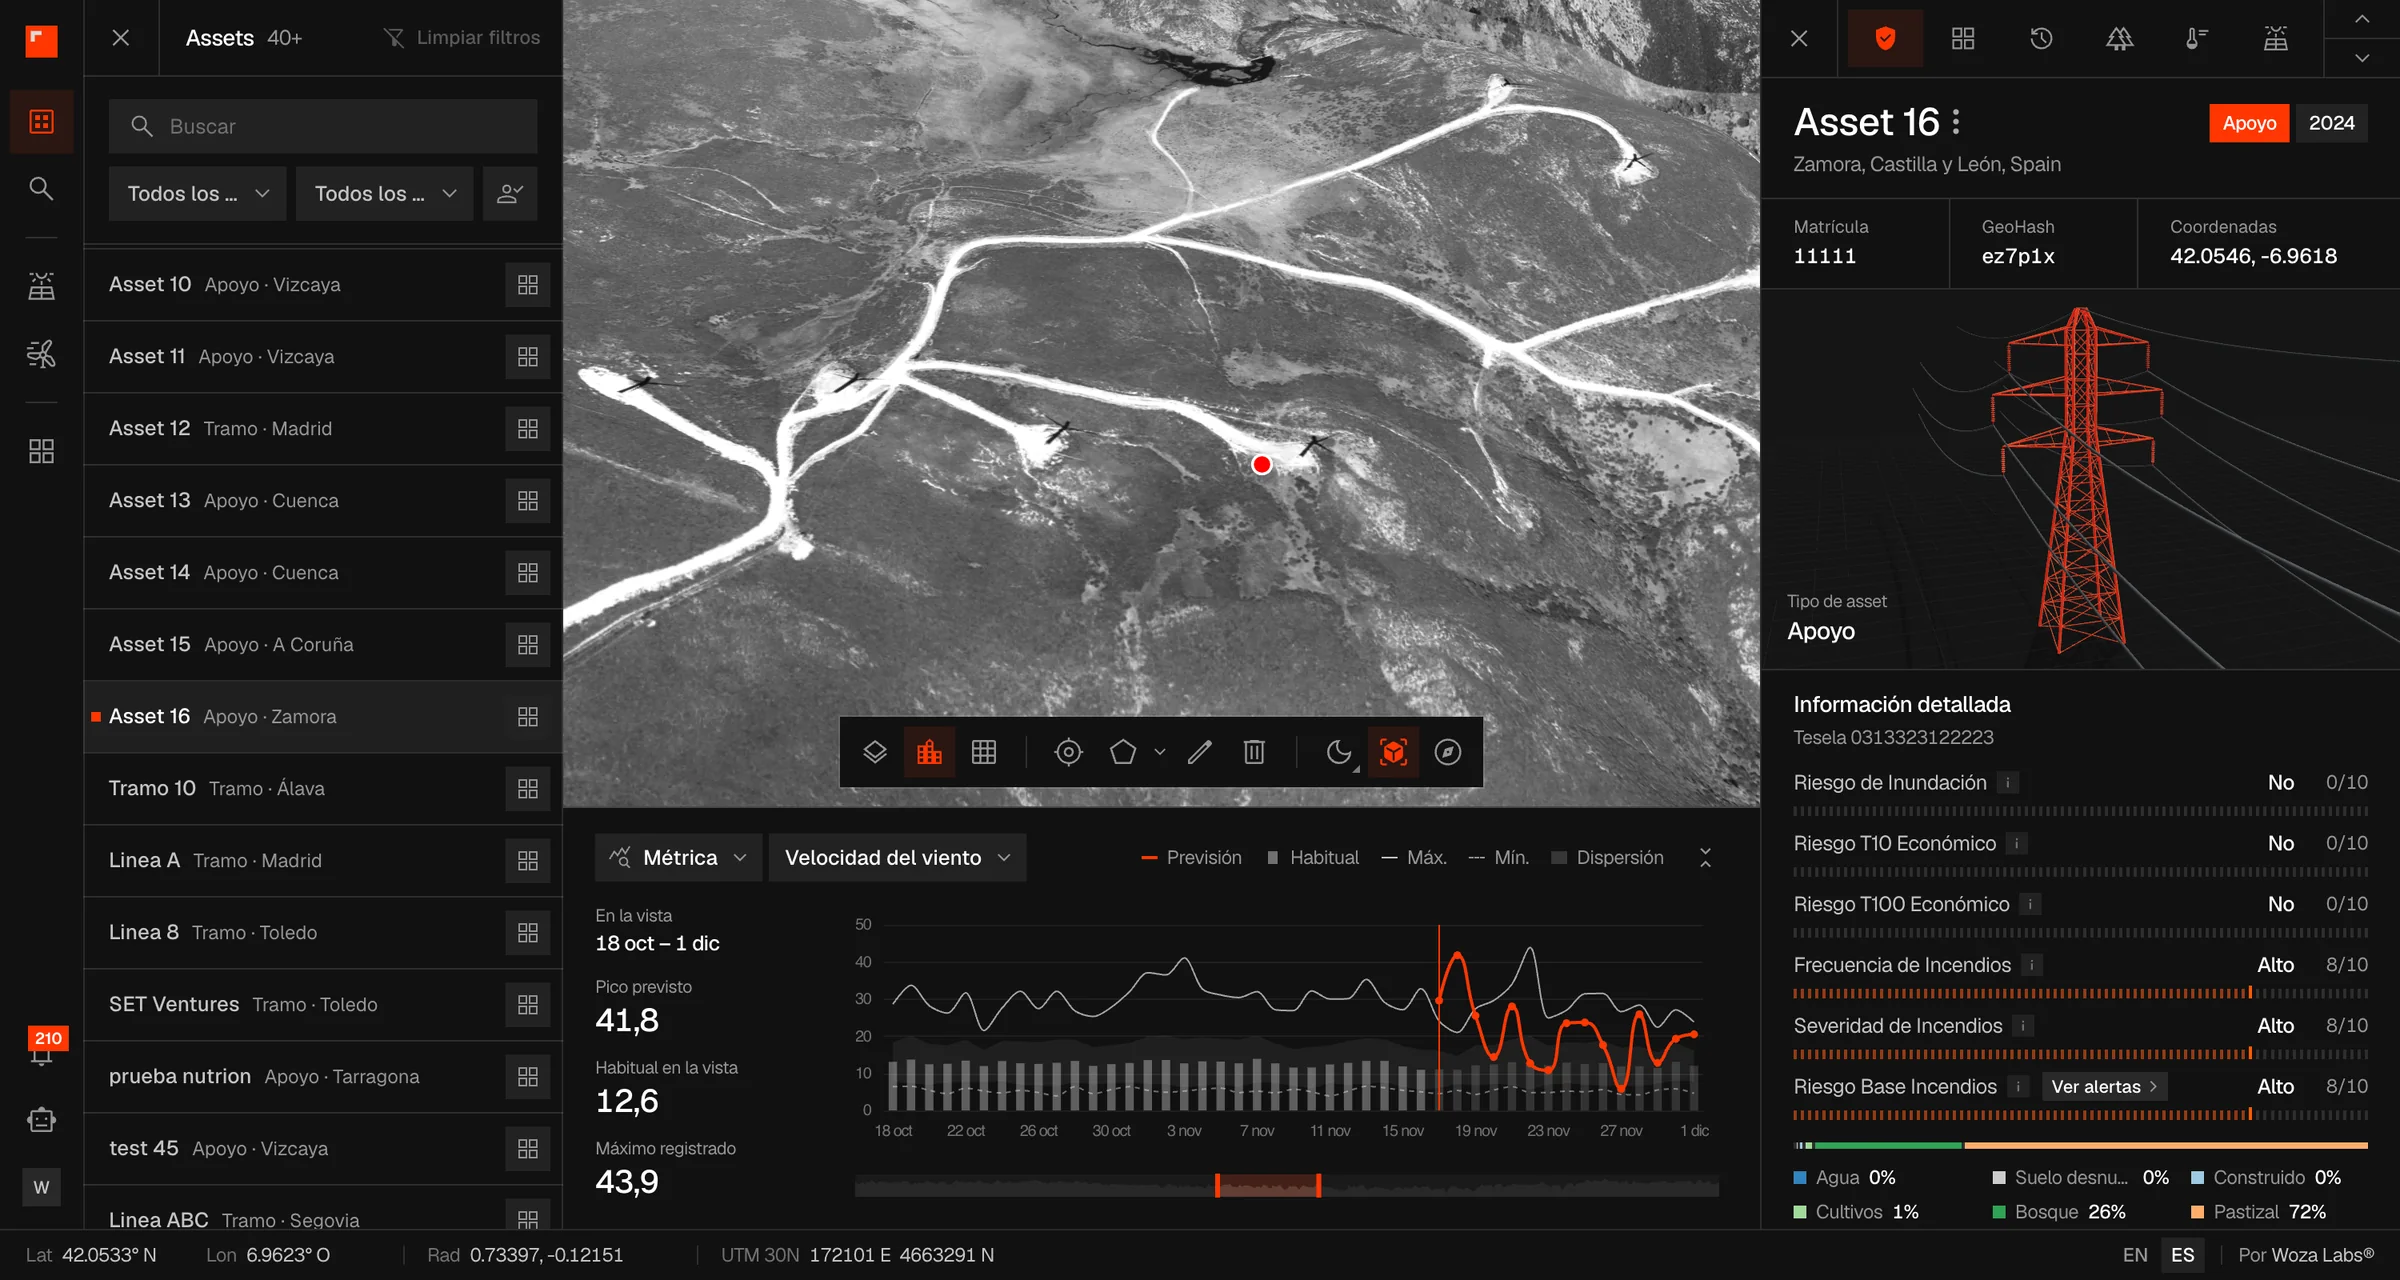 Assets 40+
Limpiar filtros
Buscar
Todos los ...
Todos los ...
Asset 10 Apoyo · Vizcaya
Asset 11 Apoyo · Vizcaya
Asset 12 Tramo · Madrid
Asset 13 Apoyo · Cuenca
Asset 14 Apoyo · Cuenca
Asset 15 Apoyo · A Coruña
Asset 16 Apoyo · Zamora
Tramo 10 Tramo · Álava
Linea A Tramo · Madrid
Linea 8 Tramo · Toledo
SET Ventures Tramo · Toledo
prueba nutrion Apoyo · Tarragona
test 45 Apoyo · Vizcaya
Linea ABC Tramo · Segovia
210
W
Métrica
Velocidad del viento
Previsión
Habitual
Máx.
Mín.
Dispersión
En la vista
18 oct – 1 dic
Pico previsto
41,8
Habitual en la vista
12,6
Máximo registrado
43,9
50
40
30
20
10
0
18 oct 22 oct 26 oct 30 oct 3 nov 7 nov 11 nov 15 nov 19 nov 23 nov 27 nov 1 dic
Asset 16
Apoyo
2024
Zamora, Castilla y León, Spain
Matrícula
11111
GeoHash
ez7p1x
Coordenadas
42.0546, -6.9618
Tipo de asset
Apoyo
Información detallada
Tesela 0313323122223
Riesgo de Inundación i No 0/10
Riesgo T10 Económico i No 0/10
Riesgo T100 Económico i No 0/10
Frecuencia de Incendios i Alto 8/10
Severidad de Incendios i Alto 8/10
Riesgo Base Incendios i Ver alertas Alto 8/10
Agua 0%
Suelo desnu... 0%
Construido 0%
Cultivos 1%
Bosque 26%
Pastizal 72%
Lat 42.0533° N
Lon 6.9623° O
Rad 0.73397, -0.12151
UTM 30N 172101 E 4663291 N
EN
ES
Por Woza Labs®